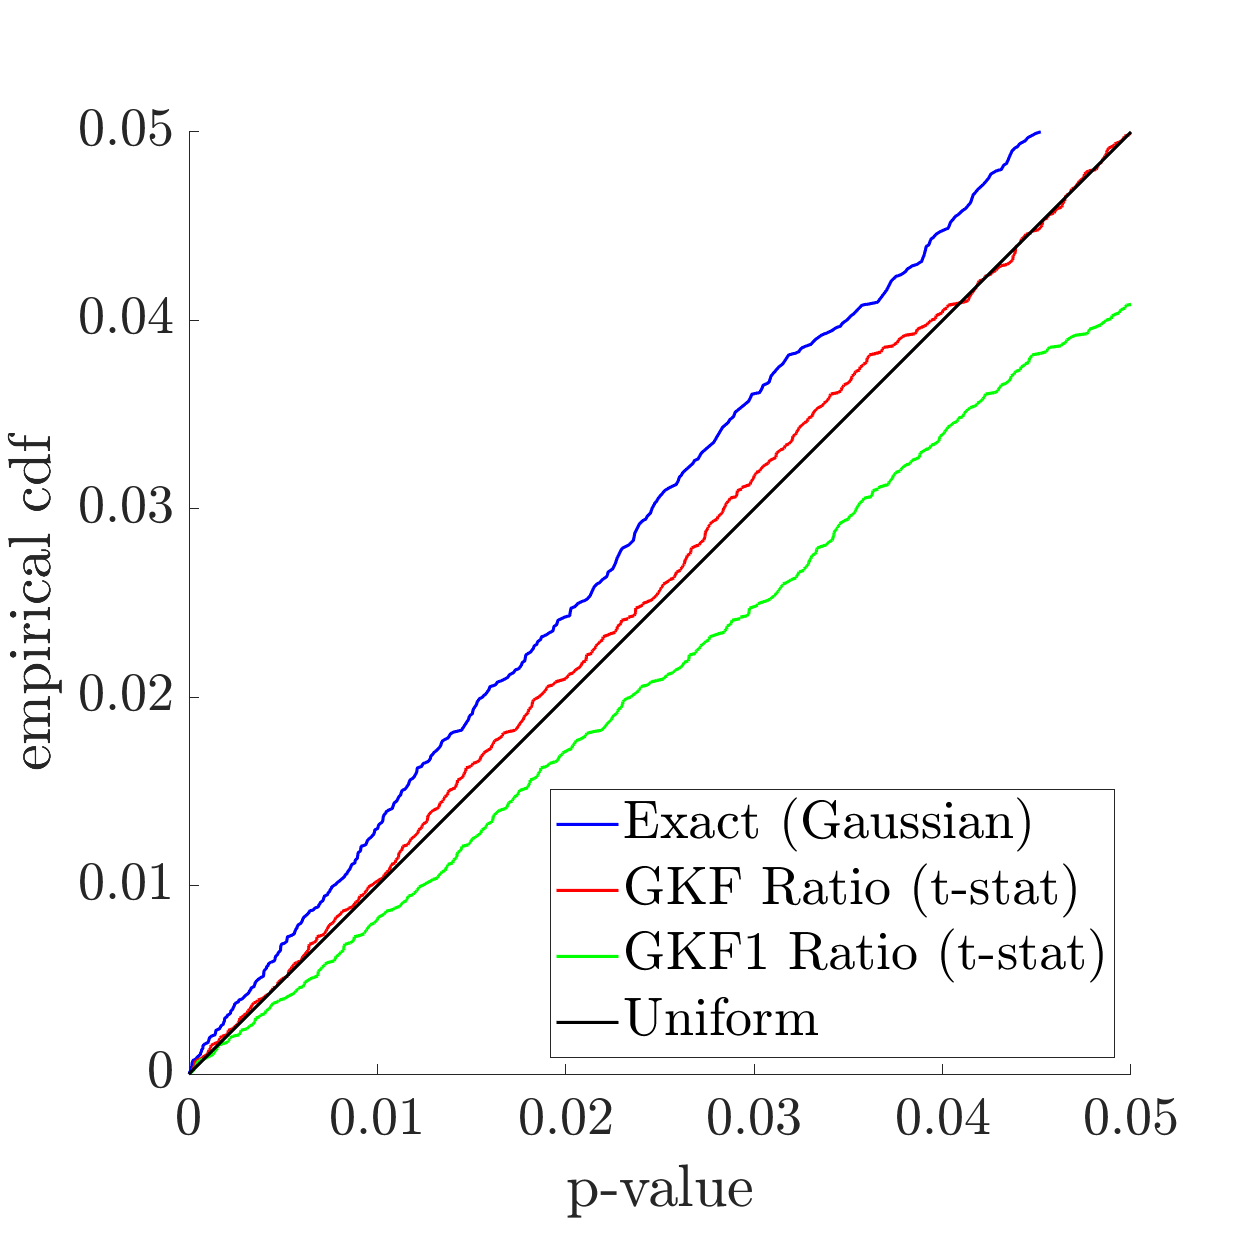 0.05
0.04
0.03
0.02
0.01
0
empirical cdf
Exact (Gaussian)
GKF Ratio (t-stat)
GKF1 Ratio (t-stat)
Uniform
0 0.01 0.02 0.03 0.04 0.05
p-value